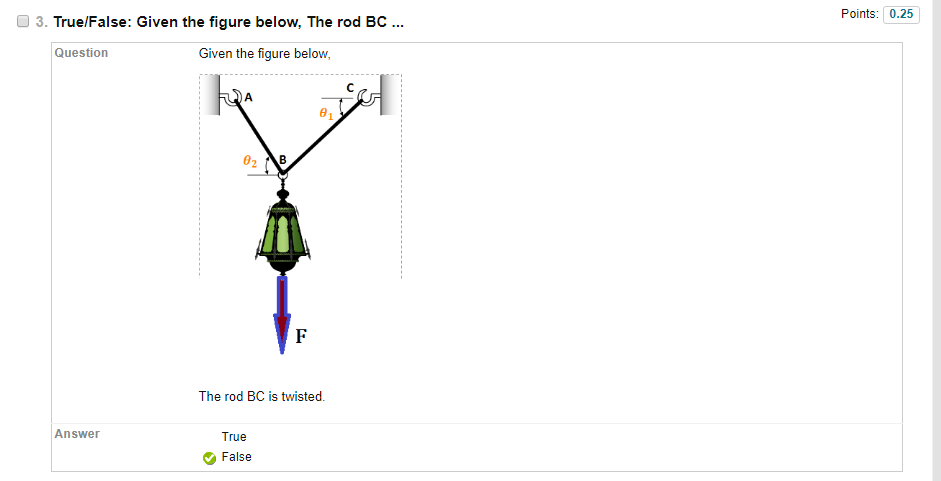 3. True/False: Given the figure below, The rod BC ...
Points: 0.25
Question
Given the figure below,
A
C
θ1
θ2
B
F
The rod BC is twisted.
Answer
True
False